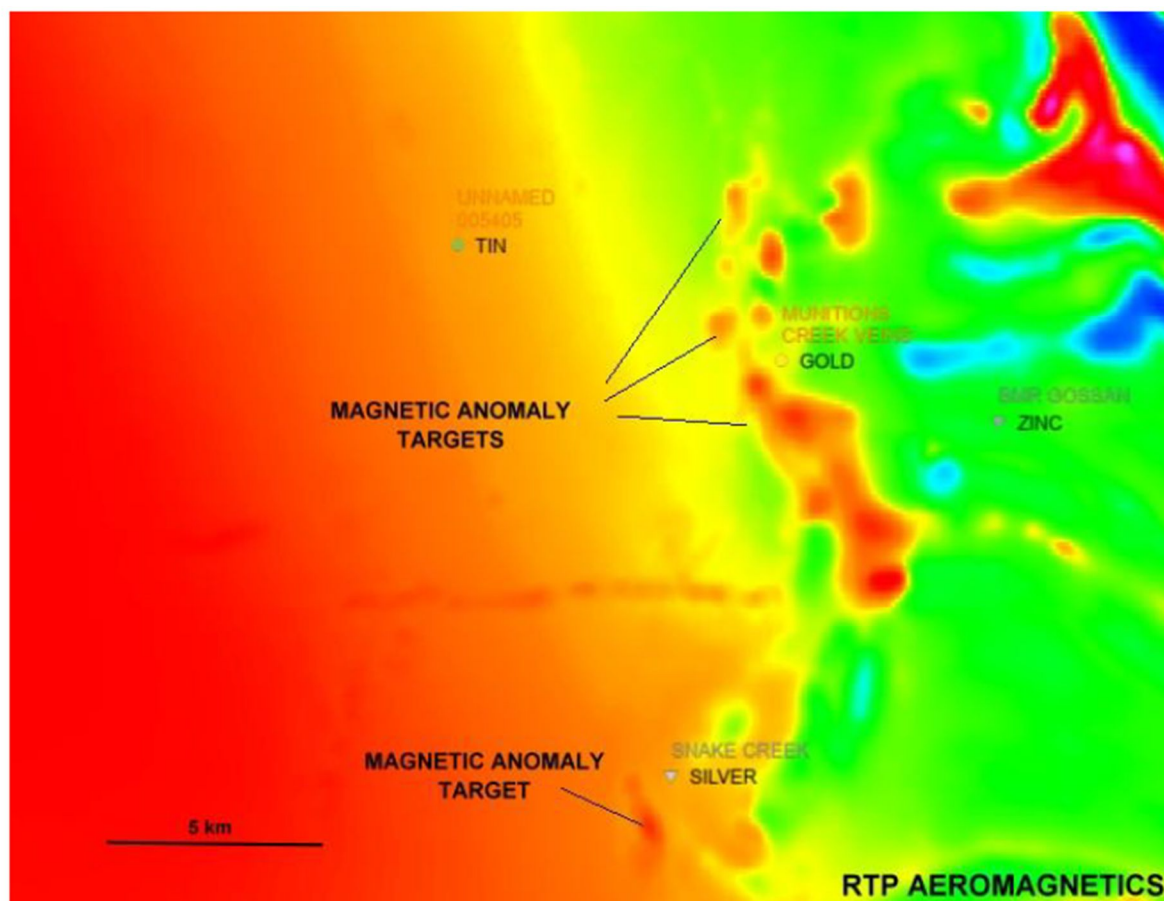 UNNAMED
005405
TIN
MUNITIONS
CREEK VEINS
GOLD
BMR GOSSAN
ZINC
MAGNETIC ANOMALY
TARGETS
SNAKE CREEK
SILVER
MAGNETIC ANOMALY
TARGET
5 km
RTP AEROMAGNETICS